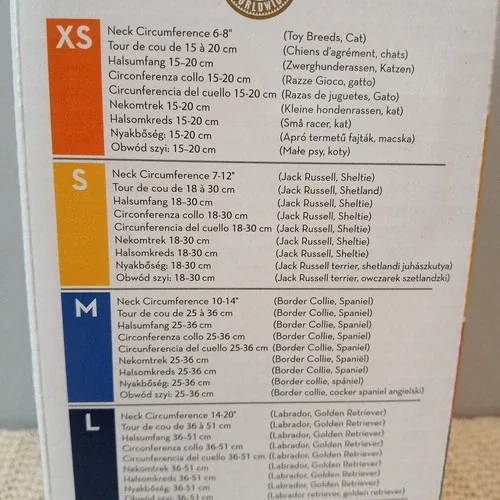 WORLDWIDE
XS
Neck Circumference 6-8" (Toy Breeds, Cat)
Tour de cou de 15 à 20 cm (Chiens d'agrément, chats)
Halsumfang 15-20 cm (Zwerghunderassen, Katzen)
Circonferenza collo 15-20 cm (Razze Gioco, gatto)
Circunferencia del cuello 15-20 cm (Razas de juguetes, Gato)
Nekomtrek 15-20 cm (Kleine hondenrassen, kat)
Halsomkreds 15-20 cm (Små racer, kat)
Nyakbőség: 15-20 cm (Apró termetű fajták, macska)
Obwód szyi: 15-20 cm (Małe psy, koty)
S
Neck Circumference 7-12" (Jack Russell, Sheltie)
Tour de cou de 18 à 30 cm (Jack Russell, Shetland)
Halsumfang 18-30 cm (Jack Russell, Sheltie)
Circonferenza collo 18-30 cm (Jack Russell, Sheltie)
Circunferencia del cuello 18-30 cm (Jack Russell, Sheltie)
Nekomtrek 18-30 cm (Jack Russell, Sheltie)
Halsomkreds 18-30 cm (Jack Russell, Sheltie)
Nyakbőség: 18-30 cm (Jack Russell terrier, shetlandi juhászkutya)
Obwód szyi: 18-30 cm (Jack Russell terrier, owczarek szetlandzki)
M
Neck Circumference 10-14" (Border Collie, Spaniel)
Tour de cou de 25 à 36 cm (Border Collie, Spaniel)
Halsumfang 25-36 cm (Border Collie, Spaniel)
Circonferenza collo 25-36 cm (Border Collie, Spaniel)
Circunferencia del cuello 25-36 cm (Border Collie, Spaniel)
Nekomtrek 25-36 cm (Border Collie, Spaniël)
Halsomkreds 25-36 cm (Border Collie, Spaniel)
Nyakbőség: 25-36 cm (Border collie, spániel)
Obwód szyi: 25-36 cm (Border collie, cocker spaniel angielski)
L
Neck Circumference 14-20" (Labrador, Golden Retriever)
Tour de cou de 36 à 51 cm (Labrador, Golden Retriever)
Halsumfang 36-51 cm (Labrador, Golden Retriever)
Circonferenza collo 36-51 cm (Labrador, Golden Retriever)
Circunferencia del cuello 36-51 cm (Labrador, Golden Retriever)
Nekomtrek 36-51 cm (Labrador, Golden Retriever)
Halsomkreds 36-51 cm (Labrador, Golden Retriever)
Nyakbőség: 36-51 cm (Labrador, Golden Retriever)
Obwód szyi: 36-51 cm (Labrador retriever, golden retriever)